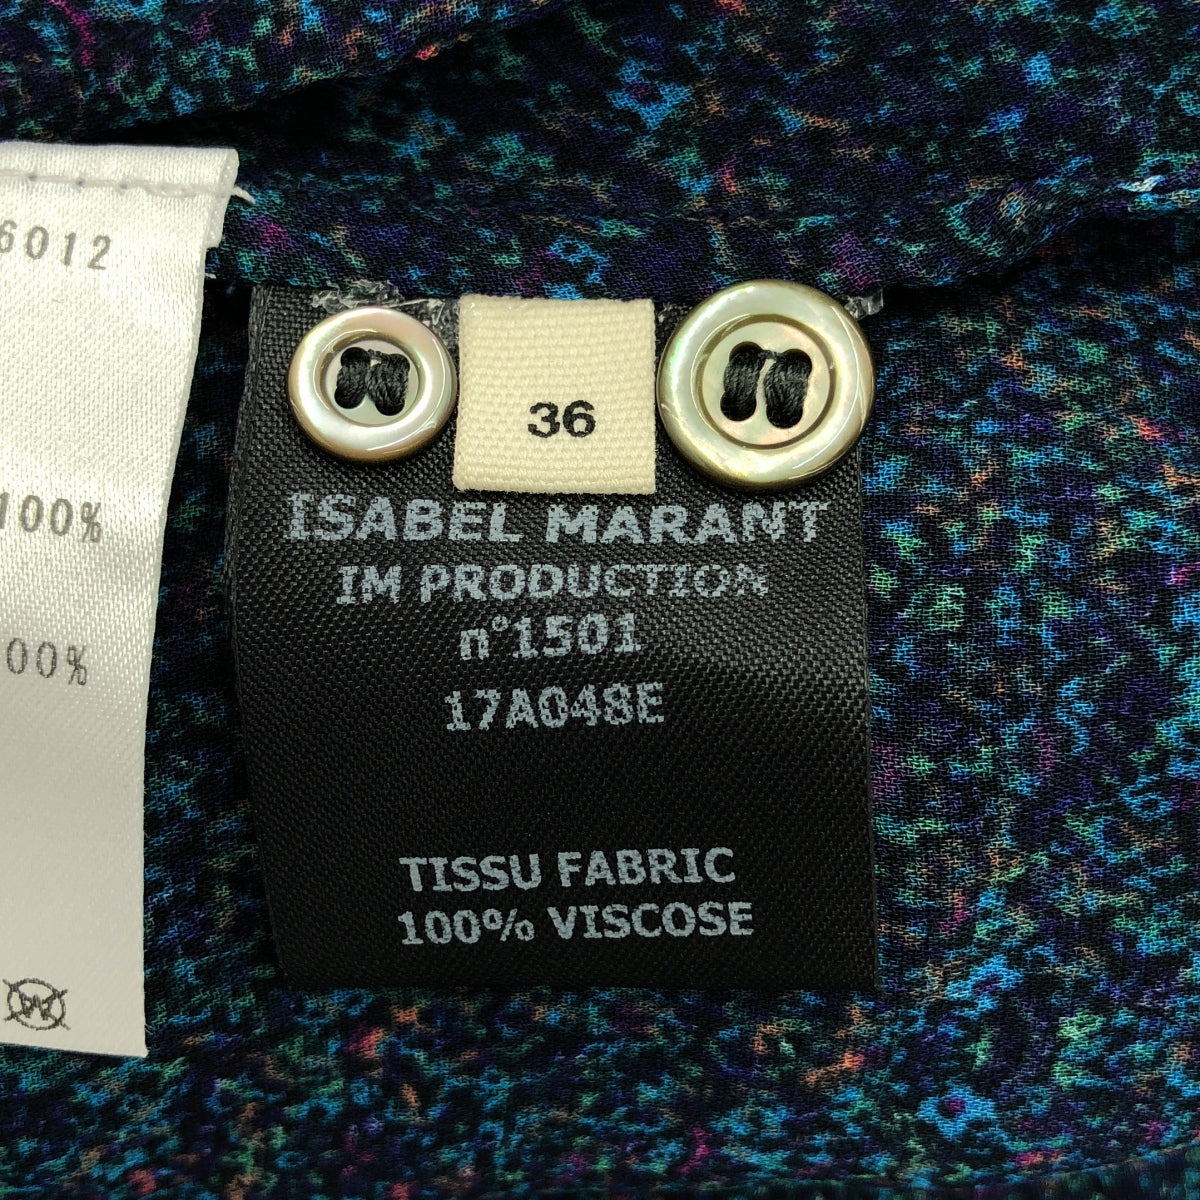 6012
100%
00%
36
ISABEL MARANT
IM PRODUCTION
n°1501
17A048E
TISSU FABRIC
100% VISCOSE